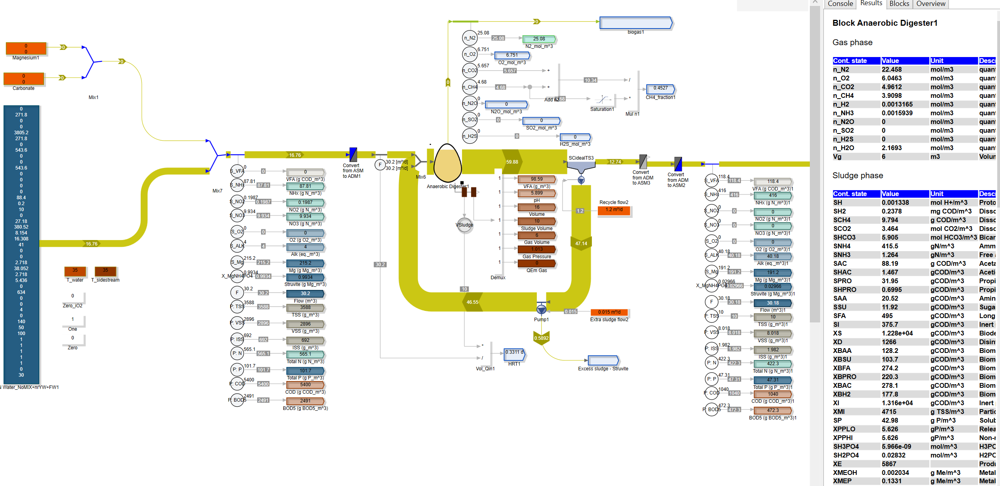 Console
Results
Blocks
Overview
0
0
Magnesium1
0
0
0
Carbonate
0
0
Mix1
0
271.8
0
0
3805.2
271.8
0
543.6
0
0
543.6
0
0
0
0
88.4
0.2
10
0
27.18
380.52
8.154
16.308
41
0
0
2.718
38.052
2.718
5.436
0
634
0
0
4
0
140
50
100
1
1
1
1
1
0
30
Water_NoMIX+nrYW+FW1
16.76
35
T_water
35
T_sidestream
0
Zero_iO2
1
One
0
Zero
Mix7
16.76
Convert
from ASM
to ADM1
S_VFA 0 0 0
VFA (g COD_m^3)
S_NHx 87.81 87.81 87.81
NHx (g N_m^3)
S_NO2 0.1987 0.1987 0.1987
NO2 (g N_m^3)
S_NO3 9.934 9.934 9.934
NO3 (g N_m^3)
S_O2 0 0 0
O2 (g O2_m^3)
S_ALK 4 4 4
Alk (eq._m^3)
S_Mg 215.2 215.2 215.2
Mg (g Mg_m^3)
X_MgNH4PO4 0.9934 0.9934 0.9934
Struvite (g Mg_m^3)
F 30.2 30.2 30.2
Flow (m^3)
P: TSS 3588 3588 3588
TSS (g_m^3)
P: VSS 2896 2896 2896
VSS (g_m^3)
P: ISS 692 692 692
ISS (g_m^3)
P: N 565.1 565.1 565.1
Total N (g N_m^3)
P: P 101.7 101.7 101.7
Total P (g P_m^3)
P: COD 5400 5400 5400
COD (g COD_m^3)
P: BOD5 2491 2491 2491
BOD5 (g BOD5_m^3)
F
30.2 [m³/d]
30.2 [m³/d]
Mix6
30.2
0
0
biogas1
n_N2 25.08 25.08 25.08
N2_mol_m^3
n_O2 6.751 6.751
O2_mol_m^3
n_CO2 5.657 5.657 +
n_CH4 4.68 4.68 +
10.34 /
Add n2
Saturation1
*
Mul n1
0.4527
CH4_fraction1
n_N2O 0 0
N2O_mol_m^3
n_SO2 0 0 0
SO2_mol_m^3
n_H2S 0 0 0
H2S_mol_m^3
Anaerobic Digester1
59.88
SCidealTS3
12.74
Convert
from ADM
to ASM3
Convert
from ADM
to ASM2
VSludge
1 98.59
VFA (g_m^3)
1 5.899
pH
1 16
Volume
1 10
Sludge Volume
1 6
Gas Volume
1 1.013
Gas Pressure
1 0
QEm Gas
Demux
Recycle flow2
1.2 m³/d
1.2
47.14
10
46.55
Pump1
0.015
0.015 m³/d
Extra sludge flow2
0.5892
Excess sludge - Struvite
*
/
Vol_Qin1
0.3311 d
HRT1
S_VFA 118.4 118.4 118.4
VFA (g COD_m^3)1
S_NHx 416 416 416
NHx (g N_m^3)1
S_NO2 0 0 0
NO2 (g N_m^3)1
S_NO3 0 0 0
NO3 (g N_m^3)1
S_O2 0 0 0
O2 (g O2_m^3)1
S_ALK 40.18 40.18 40.18
Alk (eq._m^3)1
S_Mg 191.2 191.2 191.2
Mg (g Mg_m^3)1
X_MgNH4PO4 0.02966 0.02966 0.02966
Struvite (g Mg_m^3)1
F 30.18 30.18 30.18
Flow (m^3)1
P: TSS 10 10 10
TSS (g_m^3)1
P: VSS 8.018 8.018 8.018
VSS (g_m^3)1
P: ISS 1.982 1.982 1.982
ISS (g_m^3)1
P: N 422.3 422.3 422.3
Total N (g N_m^3)1
P: P 47.31 47.31 47.31
Total P (g P_m^3)1
P: COD 1040 1040 1040
COD (g COD_m^3)1
P: BOD5 472.3 472.3 472.3
BOD5 (g BOD5_m^3)1
Block Anaerobic Digester1
Gas phase
Cont. state Value Unit Desc
n_N2 22.458 mol/m3 quan
n_O2 6.0463 mol/m3 quan
n_CO2 4.9612 mol/m3 quan
n_CH4 3.9098 mol/m3 quan
n_H2 0.0013165 mol/m3 quan
n_NH3 0.0015939 mol/m3 quan
n_N2O 0 mol/m3 quan
n_SO2 0 mol/m3 quan
n_H2S 0 mol/m3 quan
n_H2O 2.1693 mol/m3 quan
Vg 6 m3 Volum
Sludge phase
Cont. state Value Unit Desc
SH 0.001338 mol H+/m^3 Proto
SH2 0.2378 mg COD/m^3 Disso
SCH4 9.794 g COD/m^3 Disso
SCO2 3.464 mol CO2/m^3 Disso
SHCO3 5.905 mol HCO3/m^3 Bicar
SNH4 415.5 gN/m^3 Amm
SNH3 1.264 gN/m^3 Free
SAC 88.19 g COD/m^3 Aceta
SHAC 1.467 gCOD/m^3 Aceti
SPRO 31.95 gCOD/m^3 Propi
SHPRO 0.6995 gCOD/m^3 Propi
SAA 20.52 gCOD/m^3 Amin
SSU 11.92 gCOD/m^3 Suga
SFA 495 gCOD/m^3 Long
SI 375.7 gCOD/m^3 Inert
XS 1.228e+04 gCOD/m^3 Biode
XD 1266 gCOD/m^3 Disin
XBAA 128.2 gCOD/m^3 Biom
XBSU 103.7 gCOD/m^3 Biom
XBFA 274.2 gCOD/m^3 Biom
XBPRO 220.3 gCOD/m^3 Biom
XBAC 278.1 gCOD/m^3 Biom
XBH2 177.8 gCOD/m^3 Biom
XI 1.316e+04 gCOD/m^3 Inert
XMI 4715 g TSS/m^3 Partic
SP 42.98 g P/m^3 Solub
XPPLO 5.626 gP/m^3 Relea
XPPHI 5.626 gP/m^3 Non-r
SH3PO4 5.966e-09 mol/m^3 H3PO
SH2PO4 0.02832 mol/m^3 H2PO
XE 5867 Produ
XMEOH 0.002034 g Me/m^3 Metal
XMEP 0.1331 g Me/m^3 Metal